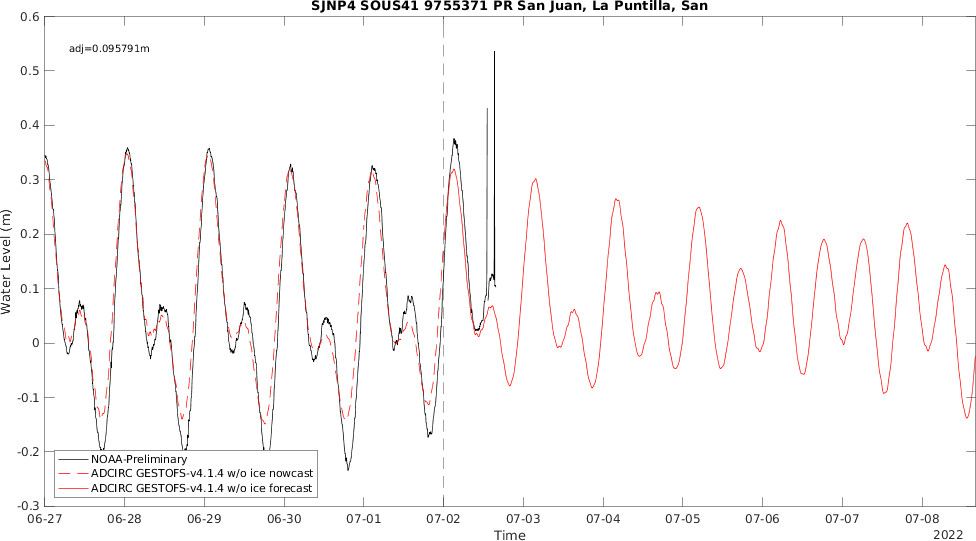 SJNP4 SOUS41 9755371 PR San Juan, La Puntilla, San
adj=0.095791m
0.6
0.5
0.4
0.3
0.2
0.1
0
-0.1
-0.2
-0.3
Water Level (m)
NOAA-Preliminary
ADCIRC GESTOFS-v4.1.4 w/o ice nowcast
ADCIRC GESTOFS-v4.1.4 w/o ice forecast
06-27 06-28 06-29 06-30 07-01 07-02 07-03 07-04 07-05 07-06 07-07 07-08
Time
2022